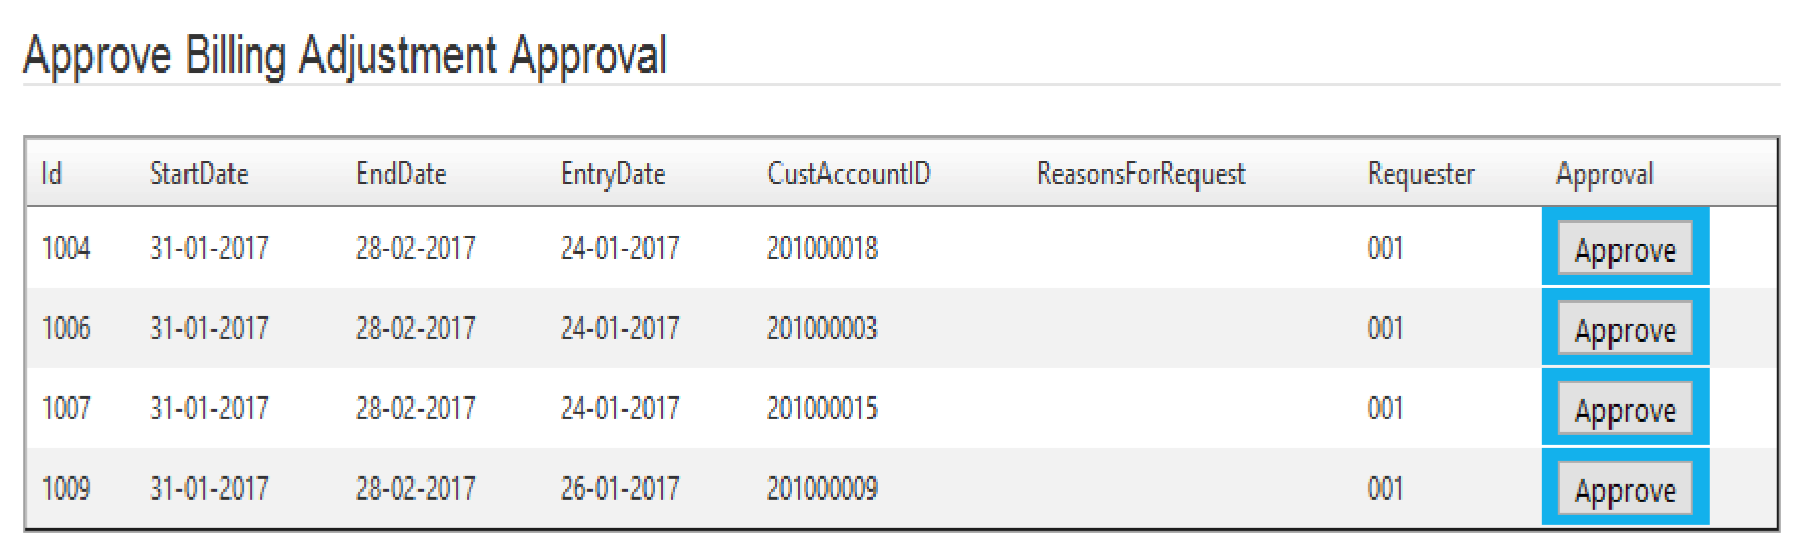 Approve Billing Adjustment Approval
Id StartDate EndDate EntryDate CustAccountID ReasonsForRequest Requester Approval
1004 31-01-2017 28-02-2017 24-01-2017 201000018 001 Approve
1006 31-01-2017 28-02-2017 24-01-2017 201000003 001 Approve
1007 31-01-2017 28-02-2017 24-01-2017 201000015 001 Approve
1009 31-01-2017 28-02-2017 26-01-2017 201000009 001 Approve